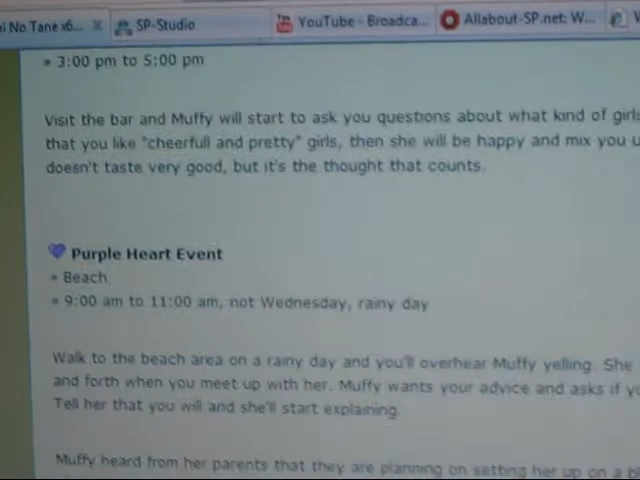 al No Tane x6...
SP-Studio
YouTube - Broadca...
Allabout-SP.net: W...
3:00 pm to 5:00 pm
Visit the bar and Muffy will start to ask you questions about what kind of girls
that you like "cheerfull and pretty" girls, then she will be happy and mix you u
doesn't taste very good, but it's the thought that counts.
Purple Heart Event
Beach
9:00 am to 11:00 am, not Wednesday, rainy day
Walk to the beach area on a rainy day and you'll overhear Muffy yelling. She
and forth when you meet up with her. Muffy wants your advice and asks if yo
Tell her that you will and she'll start explaining.
Muffy heard from her parents that they are planning on setting her up on a bl